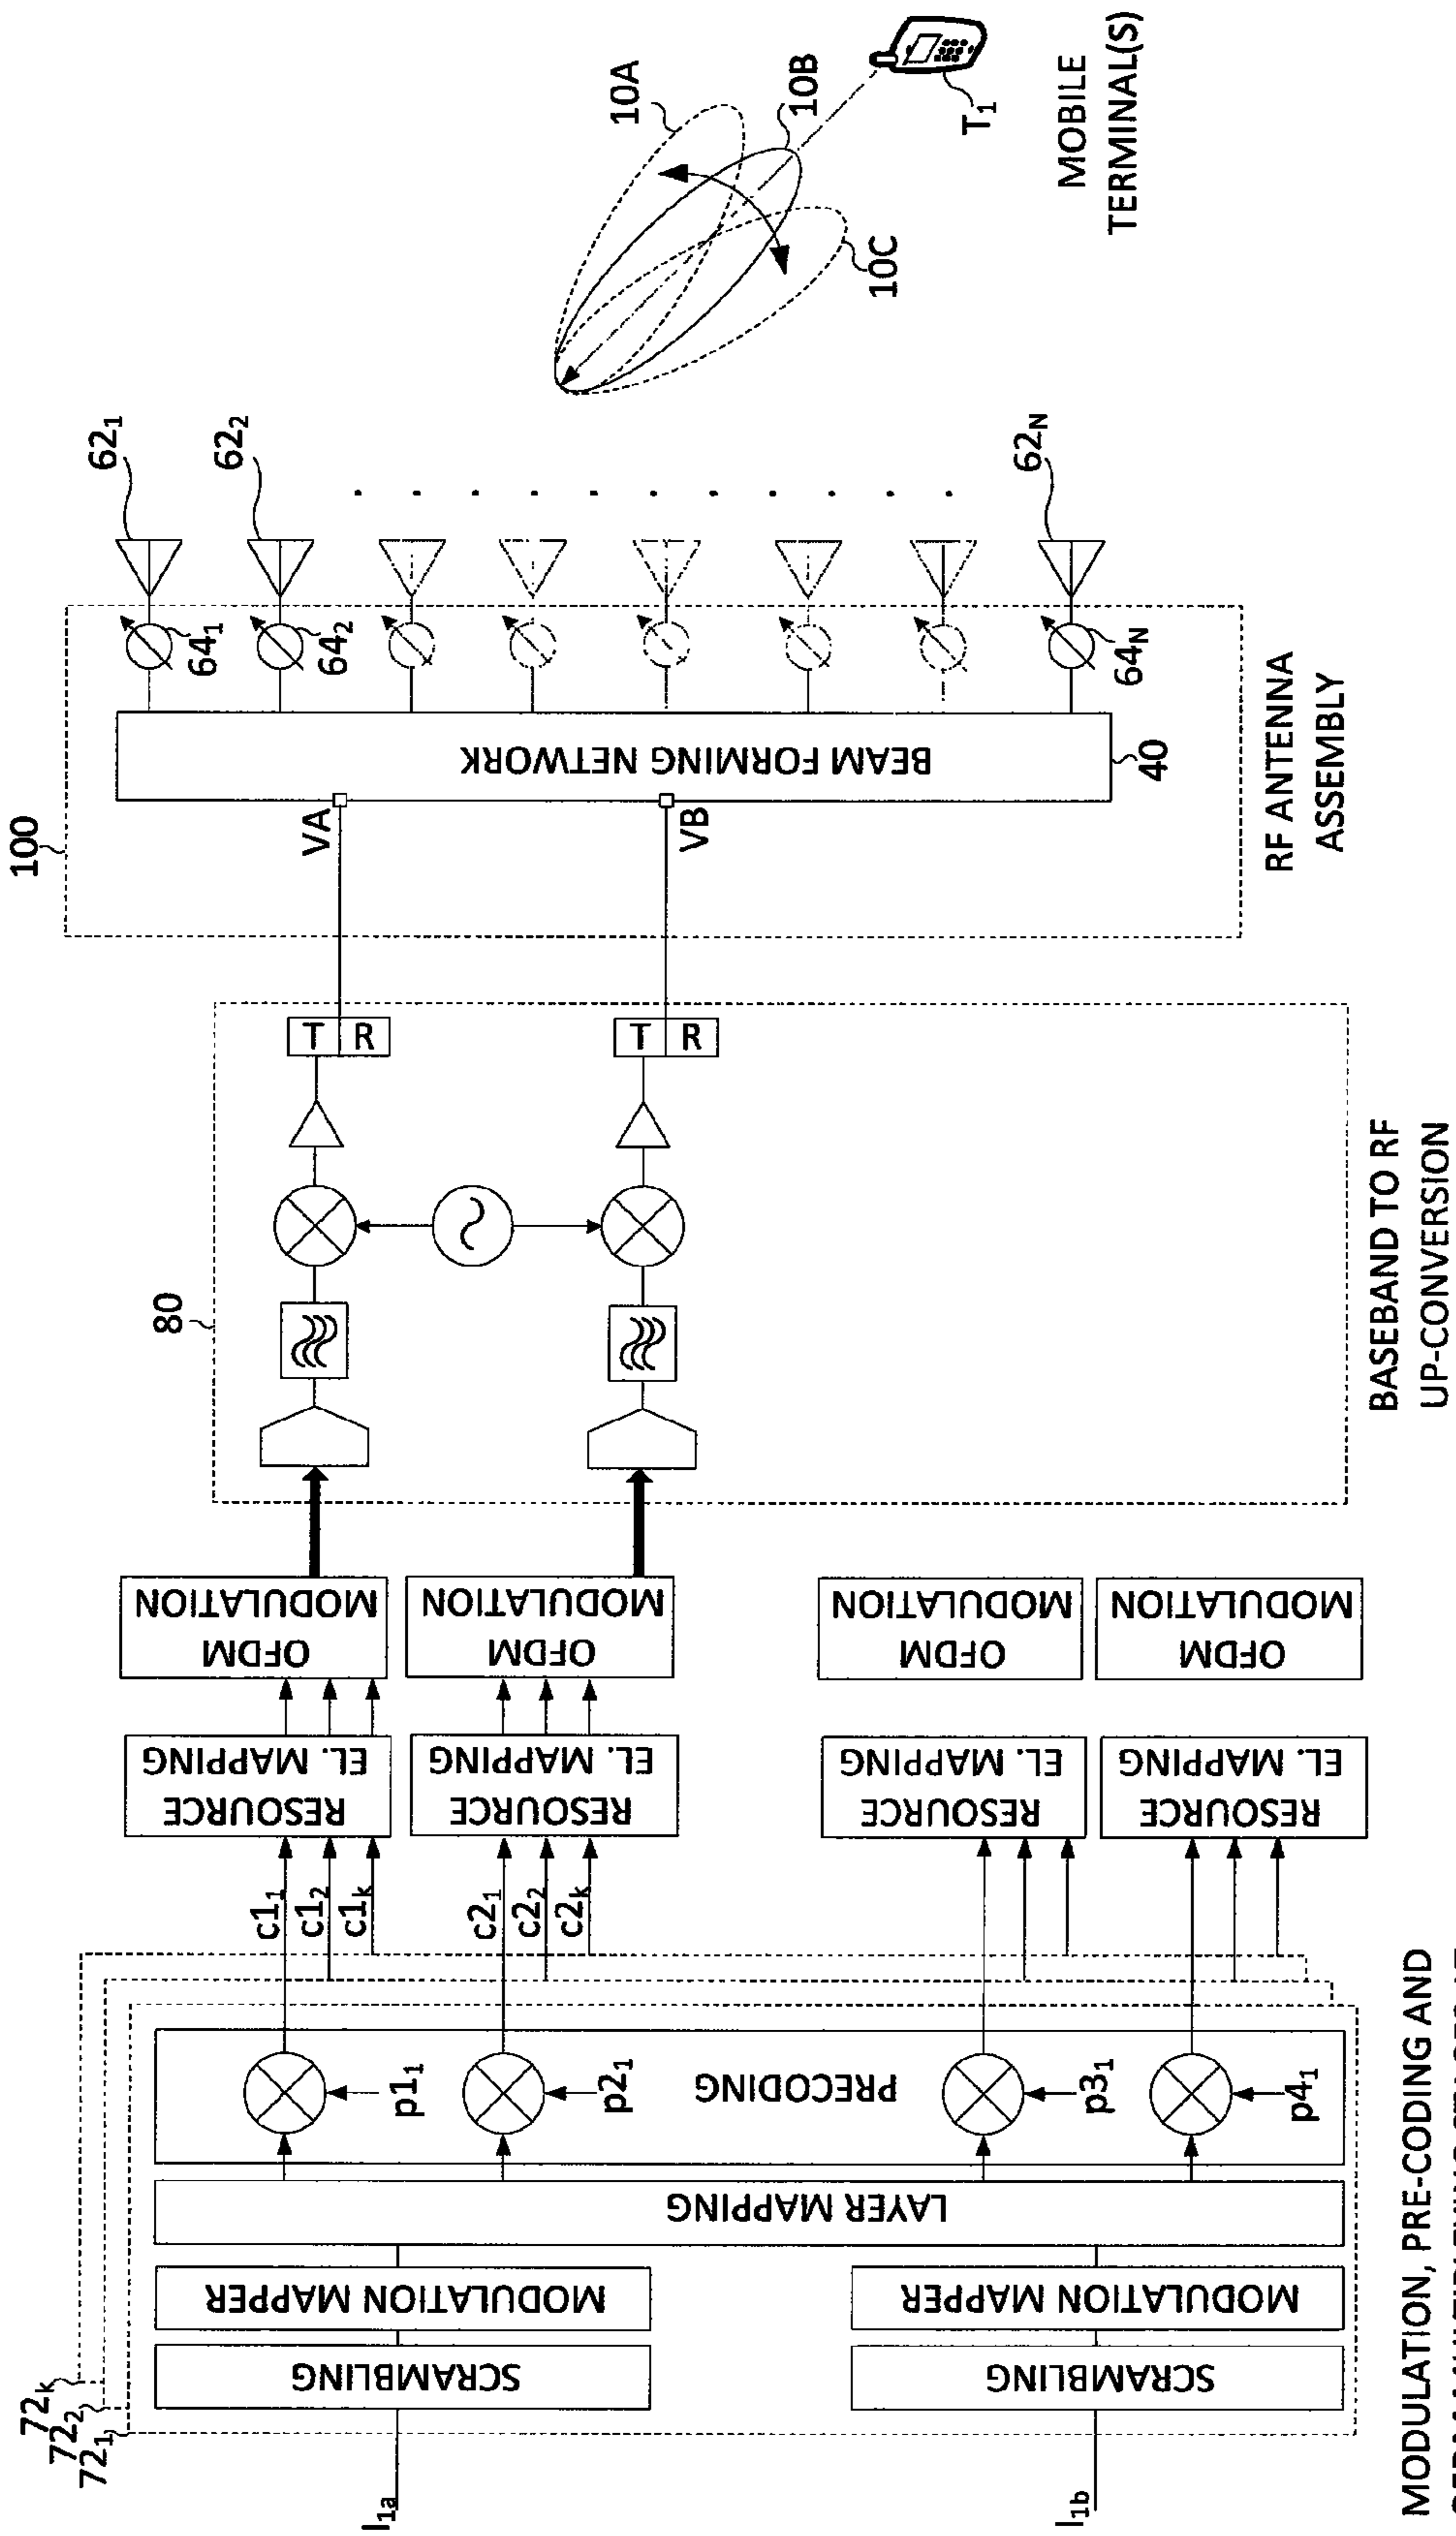 I1a
I1b
721
722
72k
SCRAMBLING
MODULATION MAPPER
SCRAMBLING
MODULATION MAPPER
LAYER MAPPING
PRECODING
p11
p21
p31
p41
c11
c12
c1k
c21
c22
c2k
RESOURCE
EL. MAPPING
RESOURCE
EL. MAPPING
RESOURCE
EL. MAPPING
RESOURCE
EL. MAPPING
OFDM
MODULATION
OFDM
MODULATION
OFDM
MODULATION
OFDM
MODULATION
MODULATION, PRE-CODING AND
80
T
R
T
R
BASEBAND TO RF
UP-CONVERSION
100
VA
VB
BEAM FORMING NETWORK
40
641
642
64N
621
622
62N
RF ANTENNA
ASSEMBLY
10A
10B
10C
T1
MOBILE
TERMINAL(S)